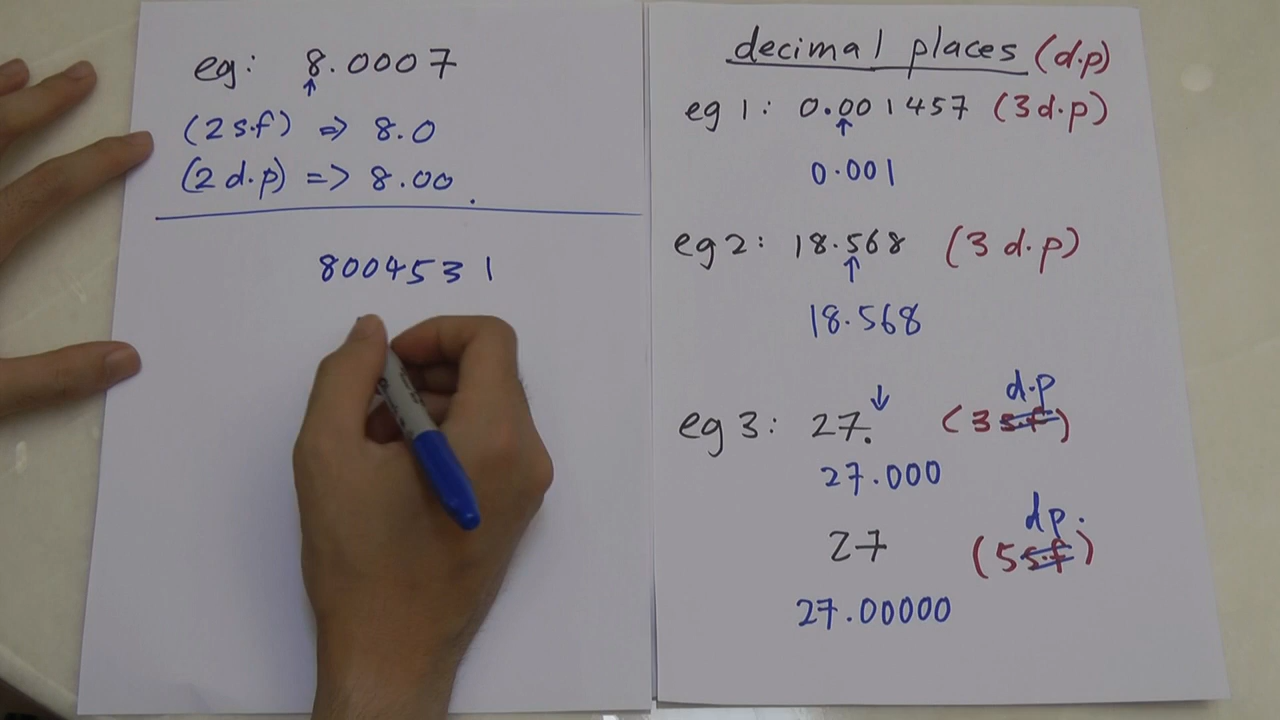 eg: 8.0007
(2 s.f) => 8.0
(2 d.p) => 8.00.
8004531
decimal places (d.p)
eg 1: 0.001457 (3 d.p)
0.001
eg 2: 18.568 (3 d.p)
18.568
d.p
eg 3: 27. (3 s.f)
27.000
dp.
27 (5 s.f)
27.00000